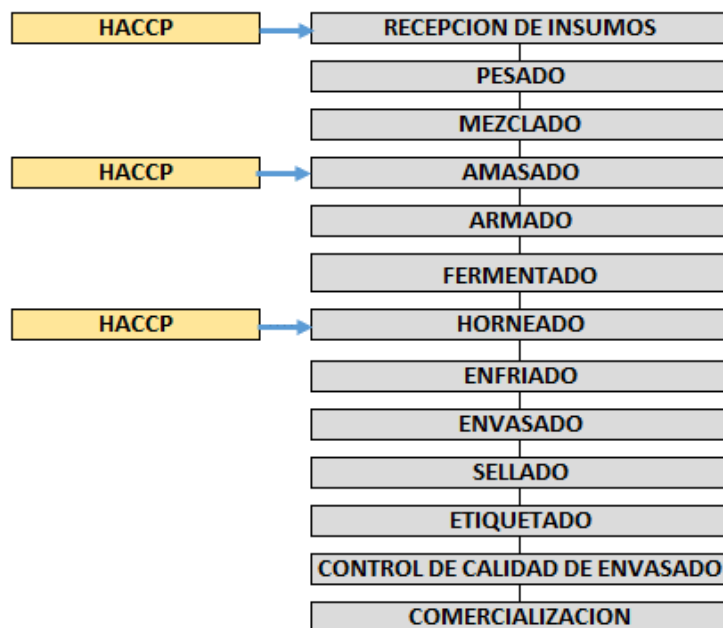 HACCP RECEPCION DE INSUMOS
PESADO
MEZCLADO
HACCP AMASADO
ARMADO
FERMENTADO
HACCP HORNEADO
ENFRIADO
ENVASADO
SELLADO
ETIQUETADO
CONTROL DE CALIDAD DE ENVASADO
COMERCIALIZACION